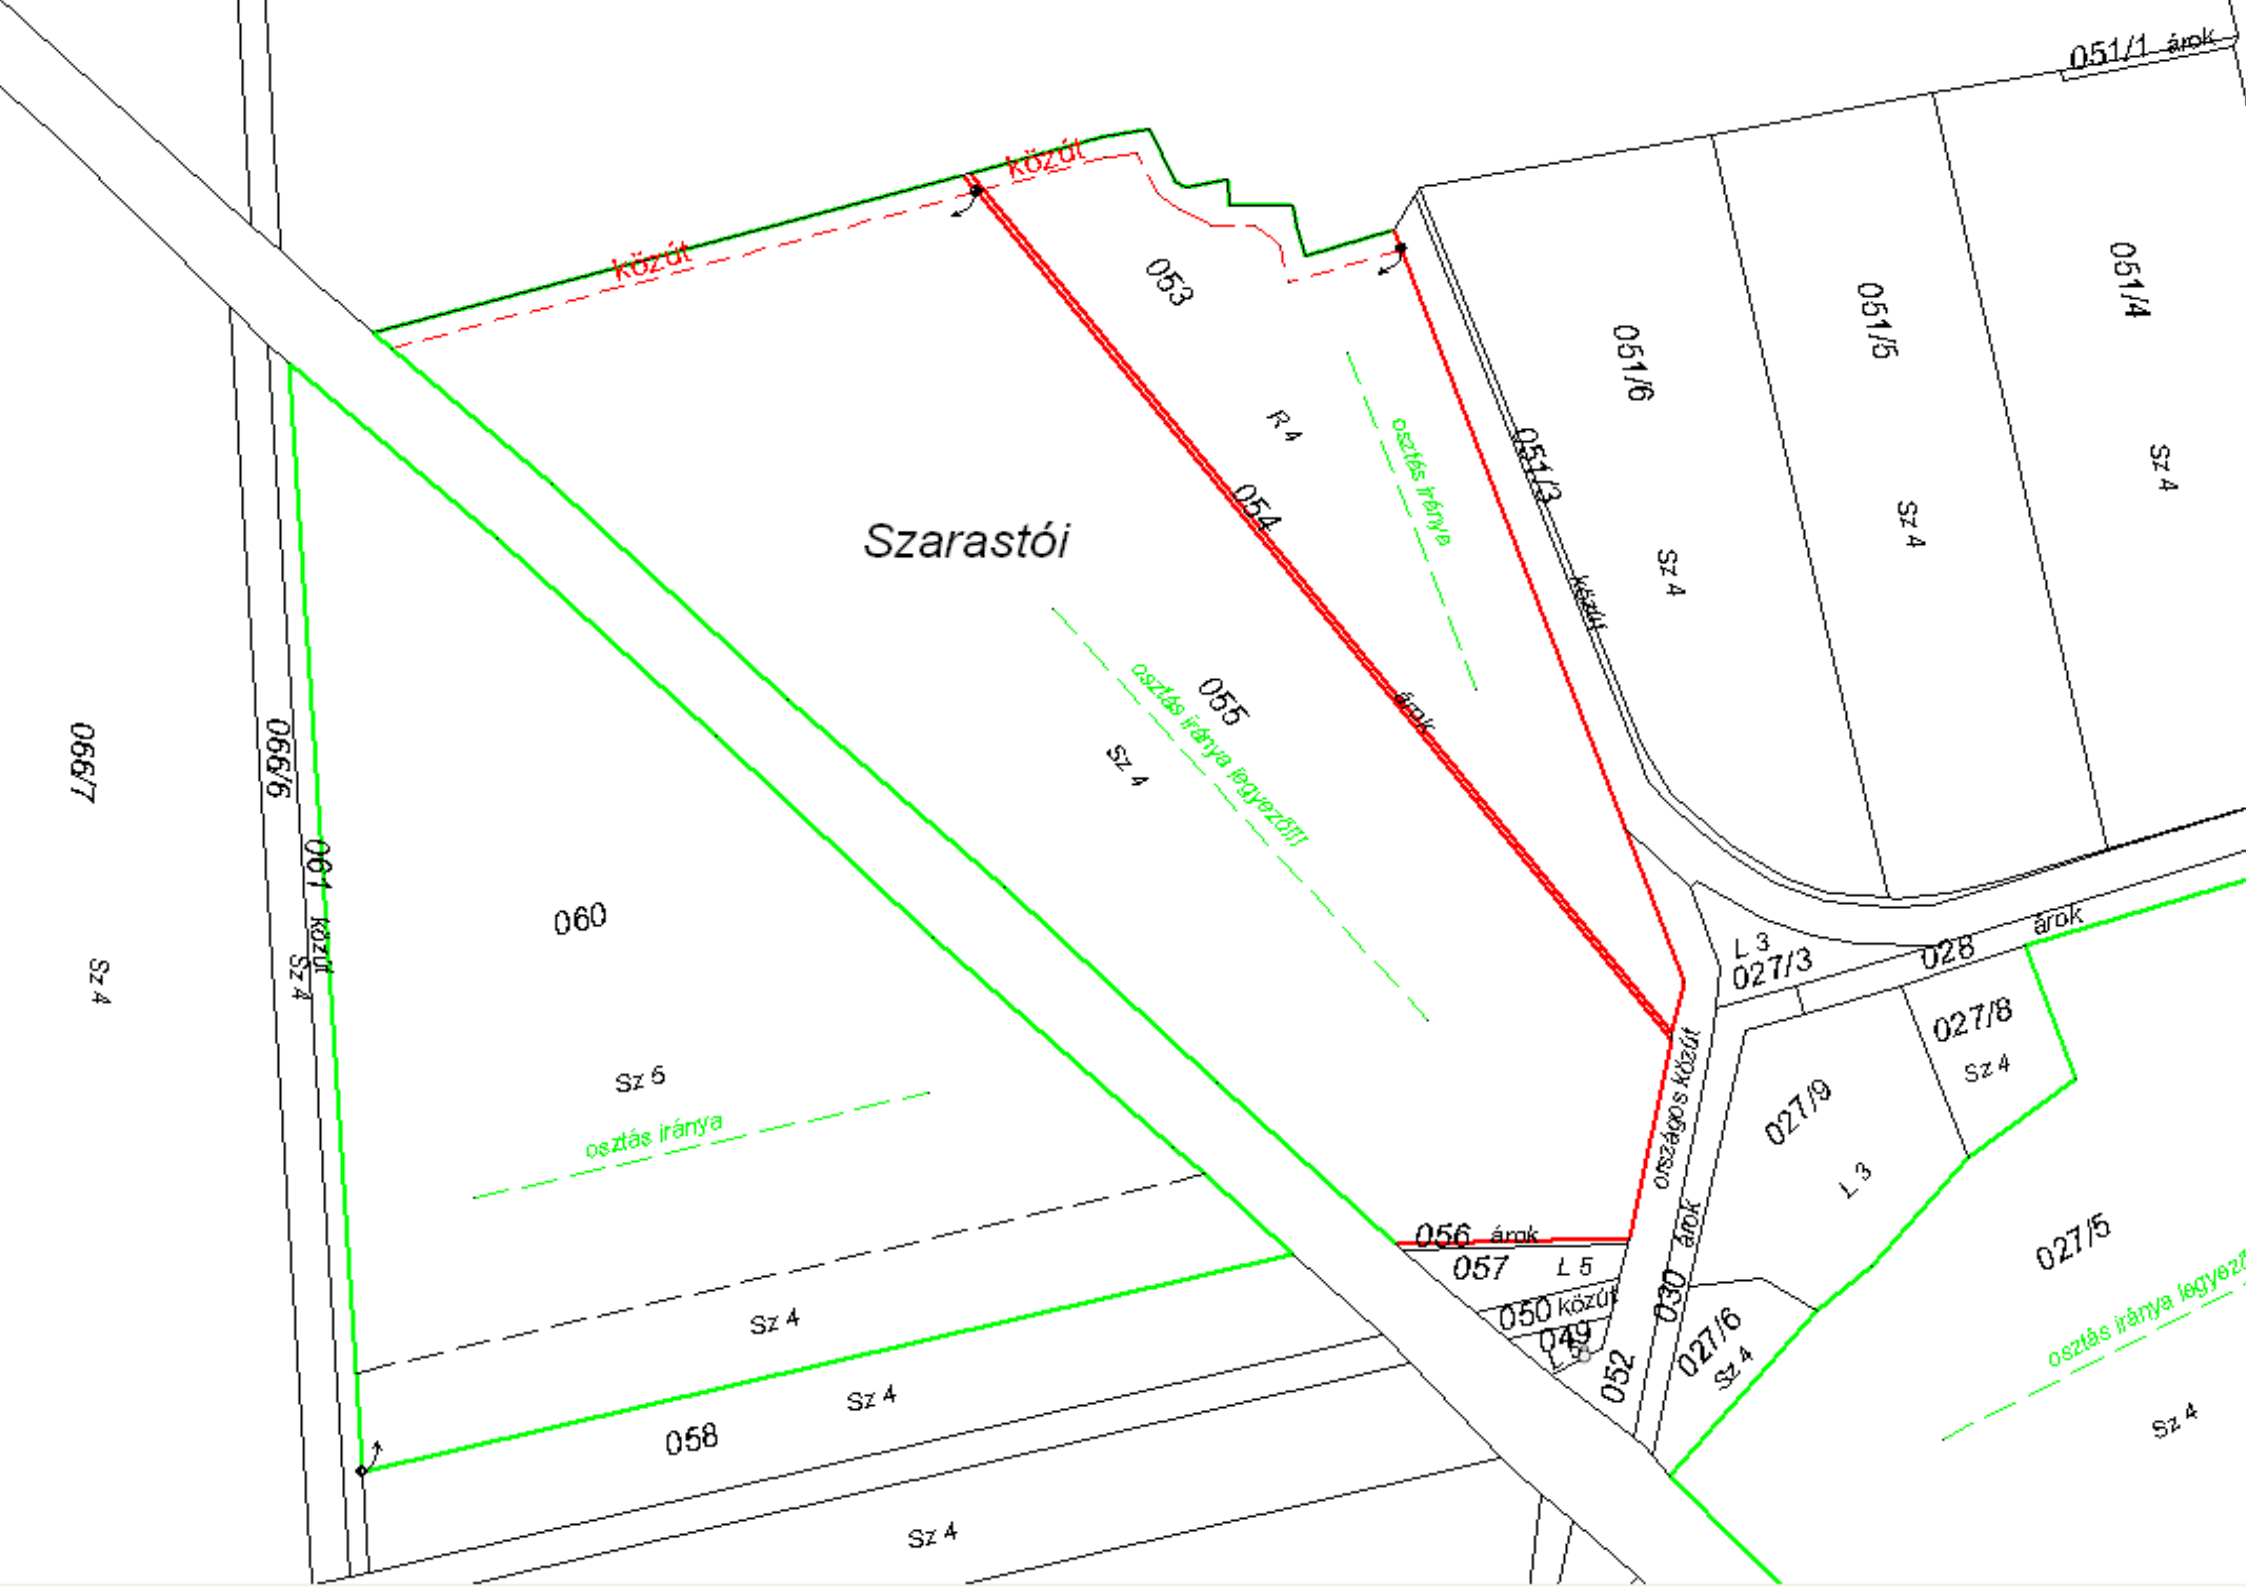 051/1 árok
közút
közút
053
051/4
051/5
051/6
R 4
osztás iránya
051/3
Sz 4
054
Szarastói
Sz 4
Sz 4
közút
055
osztás iránya legyező!!!
árok
Sz 4
066/7
066/6
061 közút
060
Sz 4
Sz 4
árok
L 3
027/3
028
027/8
Sz 4
országos közút
027/9
L 3
Sz 5
osztás iránya
árok
056 árok
057
L 5
027/5
050 közút
049
L 5
030
osztás iránya legyező
Sz 4
027/6
Sz 4
052
Sz 4
058
Sz 4
Sz 4